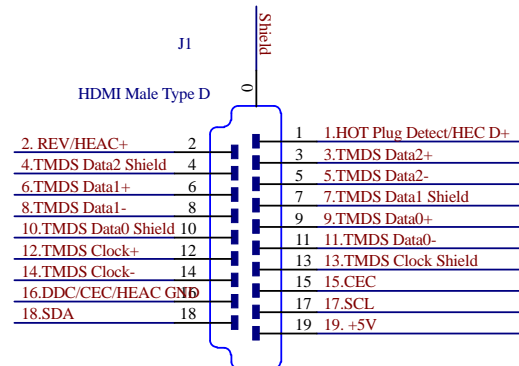 Shield
J1
0
HDMI Male Type D
1 1.HOT Plug Detect/HEC D+
2. REV/HEAC+ 2
3 3.TMDS Data2+
4.TMDS Data2 Shield 4
5 5.TMDS Data2-
6.TMDS Data1+ 6
7 7.TMDS Data1 Shield
8.TMDS Data1- 8
9 9.TMDS Data0+
10.TMDS Data0 Shield 10
11 11.TMDS Data0-
12.TMDS Clock+ 12
13 13.TMDS Clock Shield
14.TMDS Clock- 14
15 15.CEC
16.DDC/CEC/HEAC GND 16
17 17.SCL
18.SDA 18
19 19. +5V